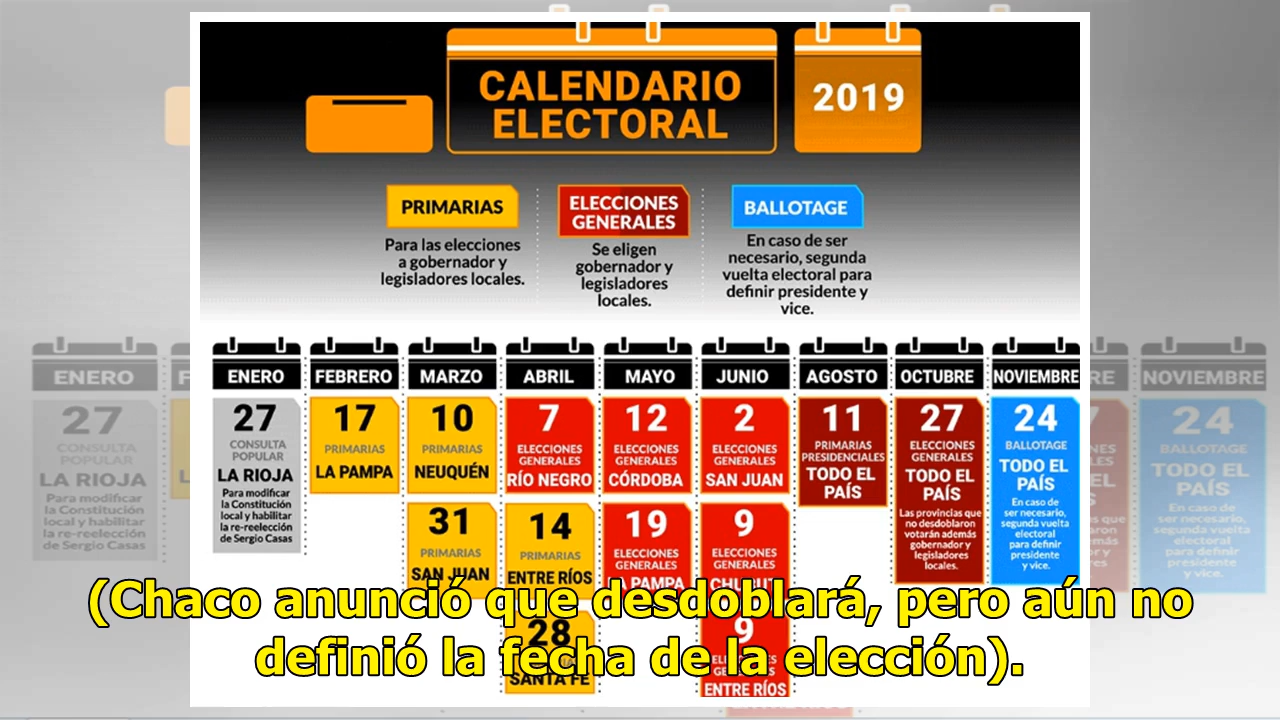 CALENDARIO
ELECTORAL
2019
PRIMARIAS
Para las elecciones
a gobernador y
legisladores locales.
ELECCIONES
GENERALES
Se eligen
gobernador y
legisladores
locales.
BALLOTAGE
En caso de ser
necesario, segunda
vuelta electoral para
definir presidente y
vice.
ENERO
27
CONSULTA
POPULAR
LA RIOJA
Para modificar
la Constitución
local y habilitar
la re-reelección
de Sergio Casas
FEBRERO
17
PRIMARIAS
LA PAMPA
MARZO
10
PRIMARIAS
NEUQUÉN
31
PRIMARIAS
SAN JUAN
ABRIL
7
ELECCIONES
GENERALES
RÍO NEGRO
14
PRIMARIAS
ENTRE RÍOS
28
SANTA FE
MAYO
12
ELECCIONES
GENERALES
CÓRDOBA
19
ELECCIONES
GENERALES
LA PAMPA
JUNIO
2
ELECCIONES
GENERALES
SAN JUAN
9
ELECCIONES
GENERALES
CHUBUT
9
ENTRE RÍOS
AGOSTO
11
PRIMARIAS
PRESIDENCIALES
TODO EL
PAÍS
OCTUBRE
27
ELECCIONES
GENERALES
TODO EL
PAÍS
Las provincias que
no desdoblaron
votarán además
gobernador y
legisladores
locales.
NOVIEMBRE
24
BALLOTAGE
TODO EL
PAÍS
En caso de
ser necesario,
segunda vuelta
electoral
para definir
presidente
y vice.
(Chaco anunció que desdoblará, pero aún no
definió la fecha de la elección).